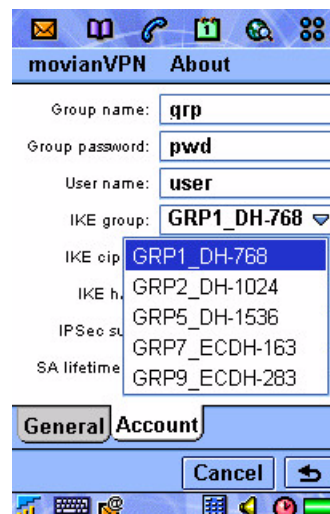 movianVPN About
Group name: grp
Group password: pwd
User name: user
IKE group: GRP1_DH-768
IKE cip
GRP1_DH-768
IKE h
GRP2_DH-1024
GRP5_DH-1536
IPSec su
GRP7_ECDH-163
SA lifetime
GRP9_ECDH-283
General Account
Cancel